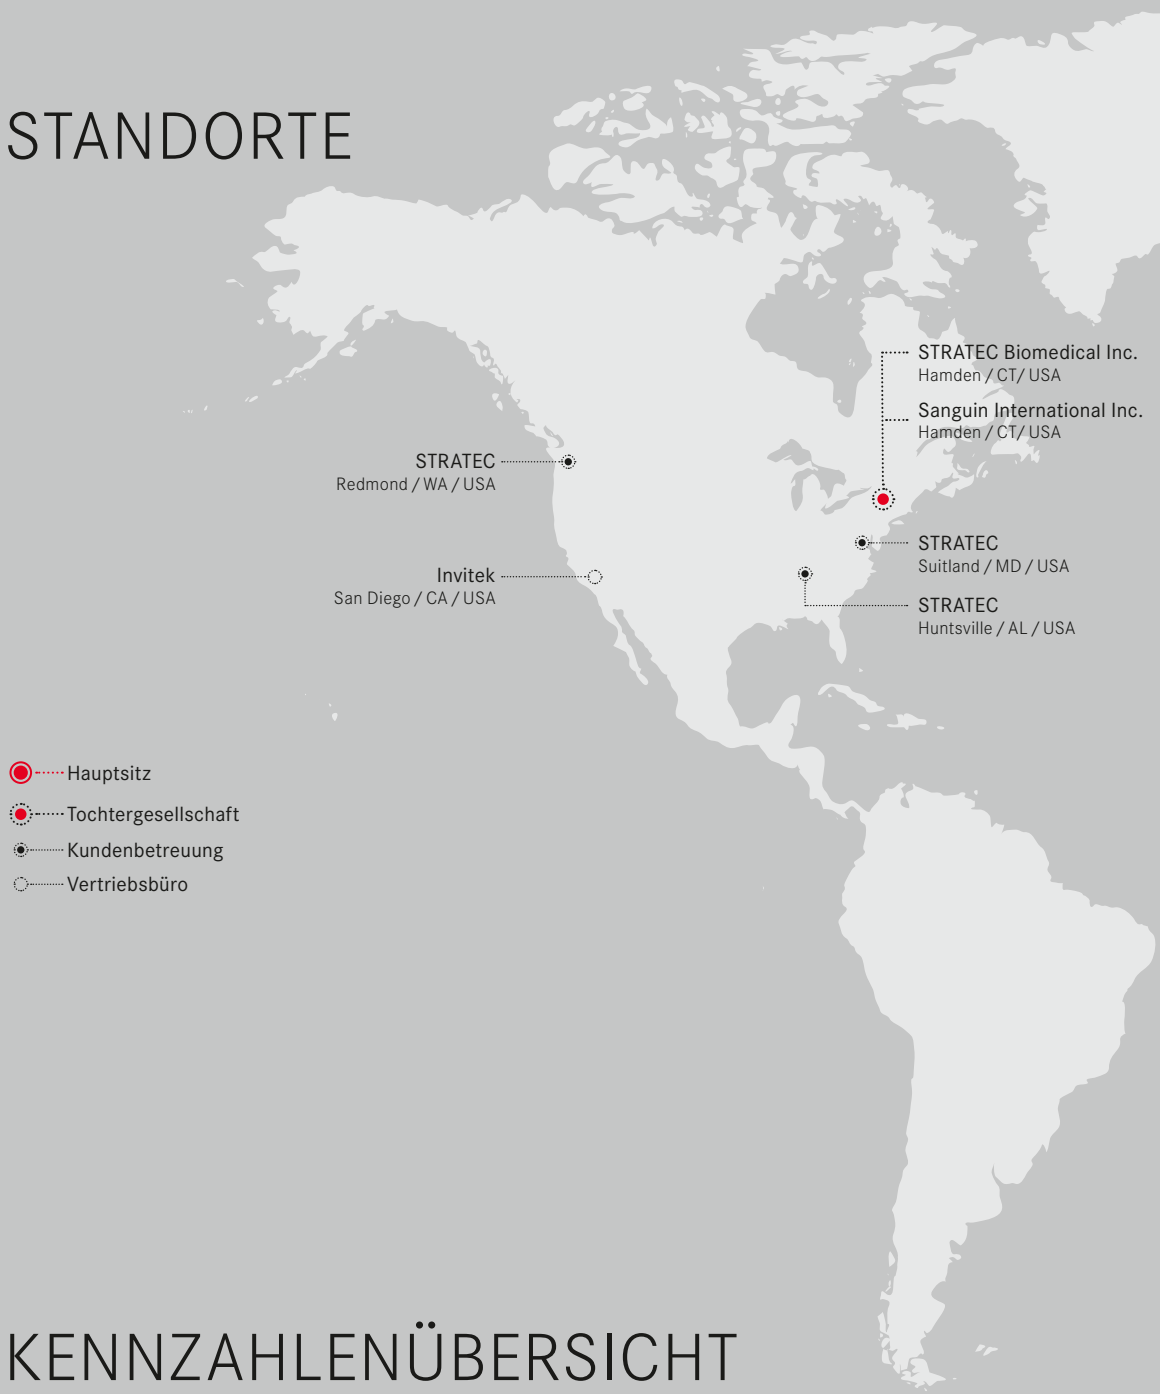 STANDORTE
STRATEC Biomedical Inc.
Hamden / CT/ USA
Sanguin International Inc.
Hamden / CT/ USA
STRATEC
Redmond / WA / USA
STRATEC
Suitland / MD / USA
Invitek
San Diego / CA / USA
STRATEC
Huntsville / AL / USA
Hauptsitz
Tochtergesellschaft
Kundenbetreuung
Vertriebsbüro
KENNZAHLENÜBERSICHT